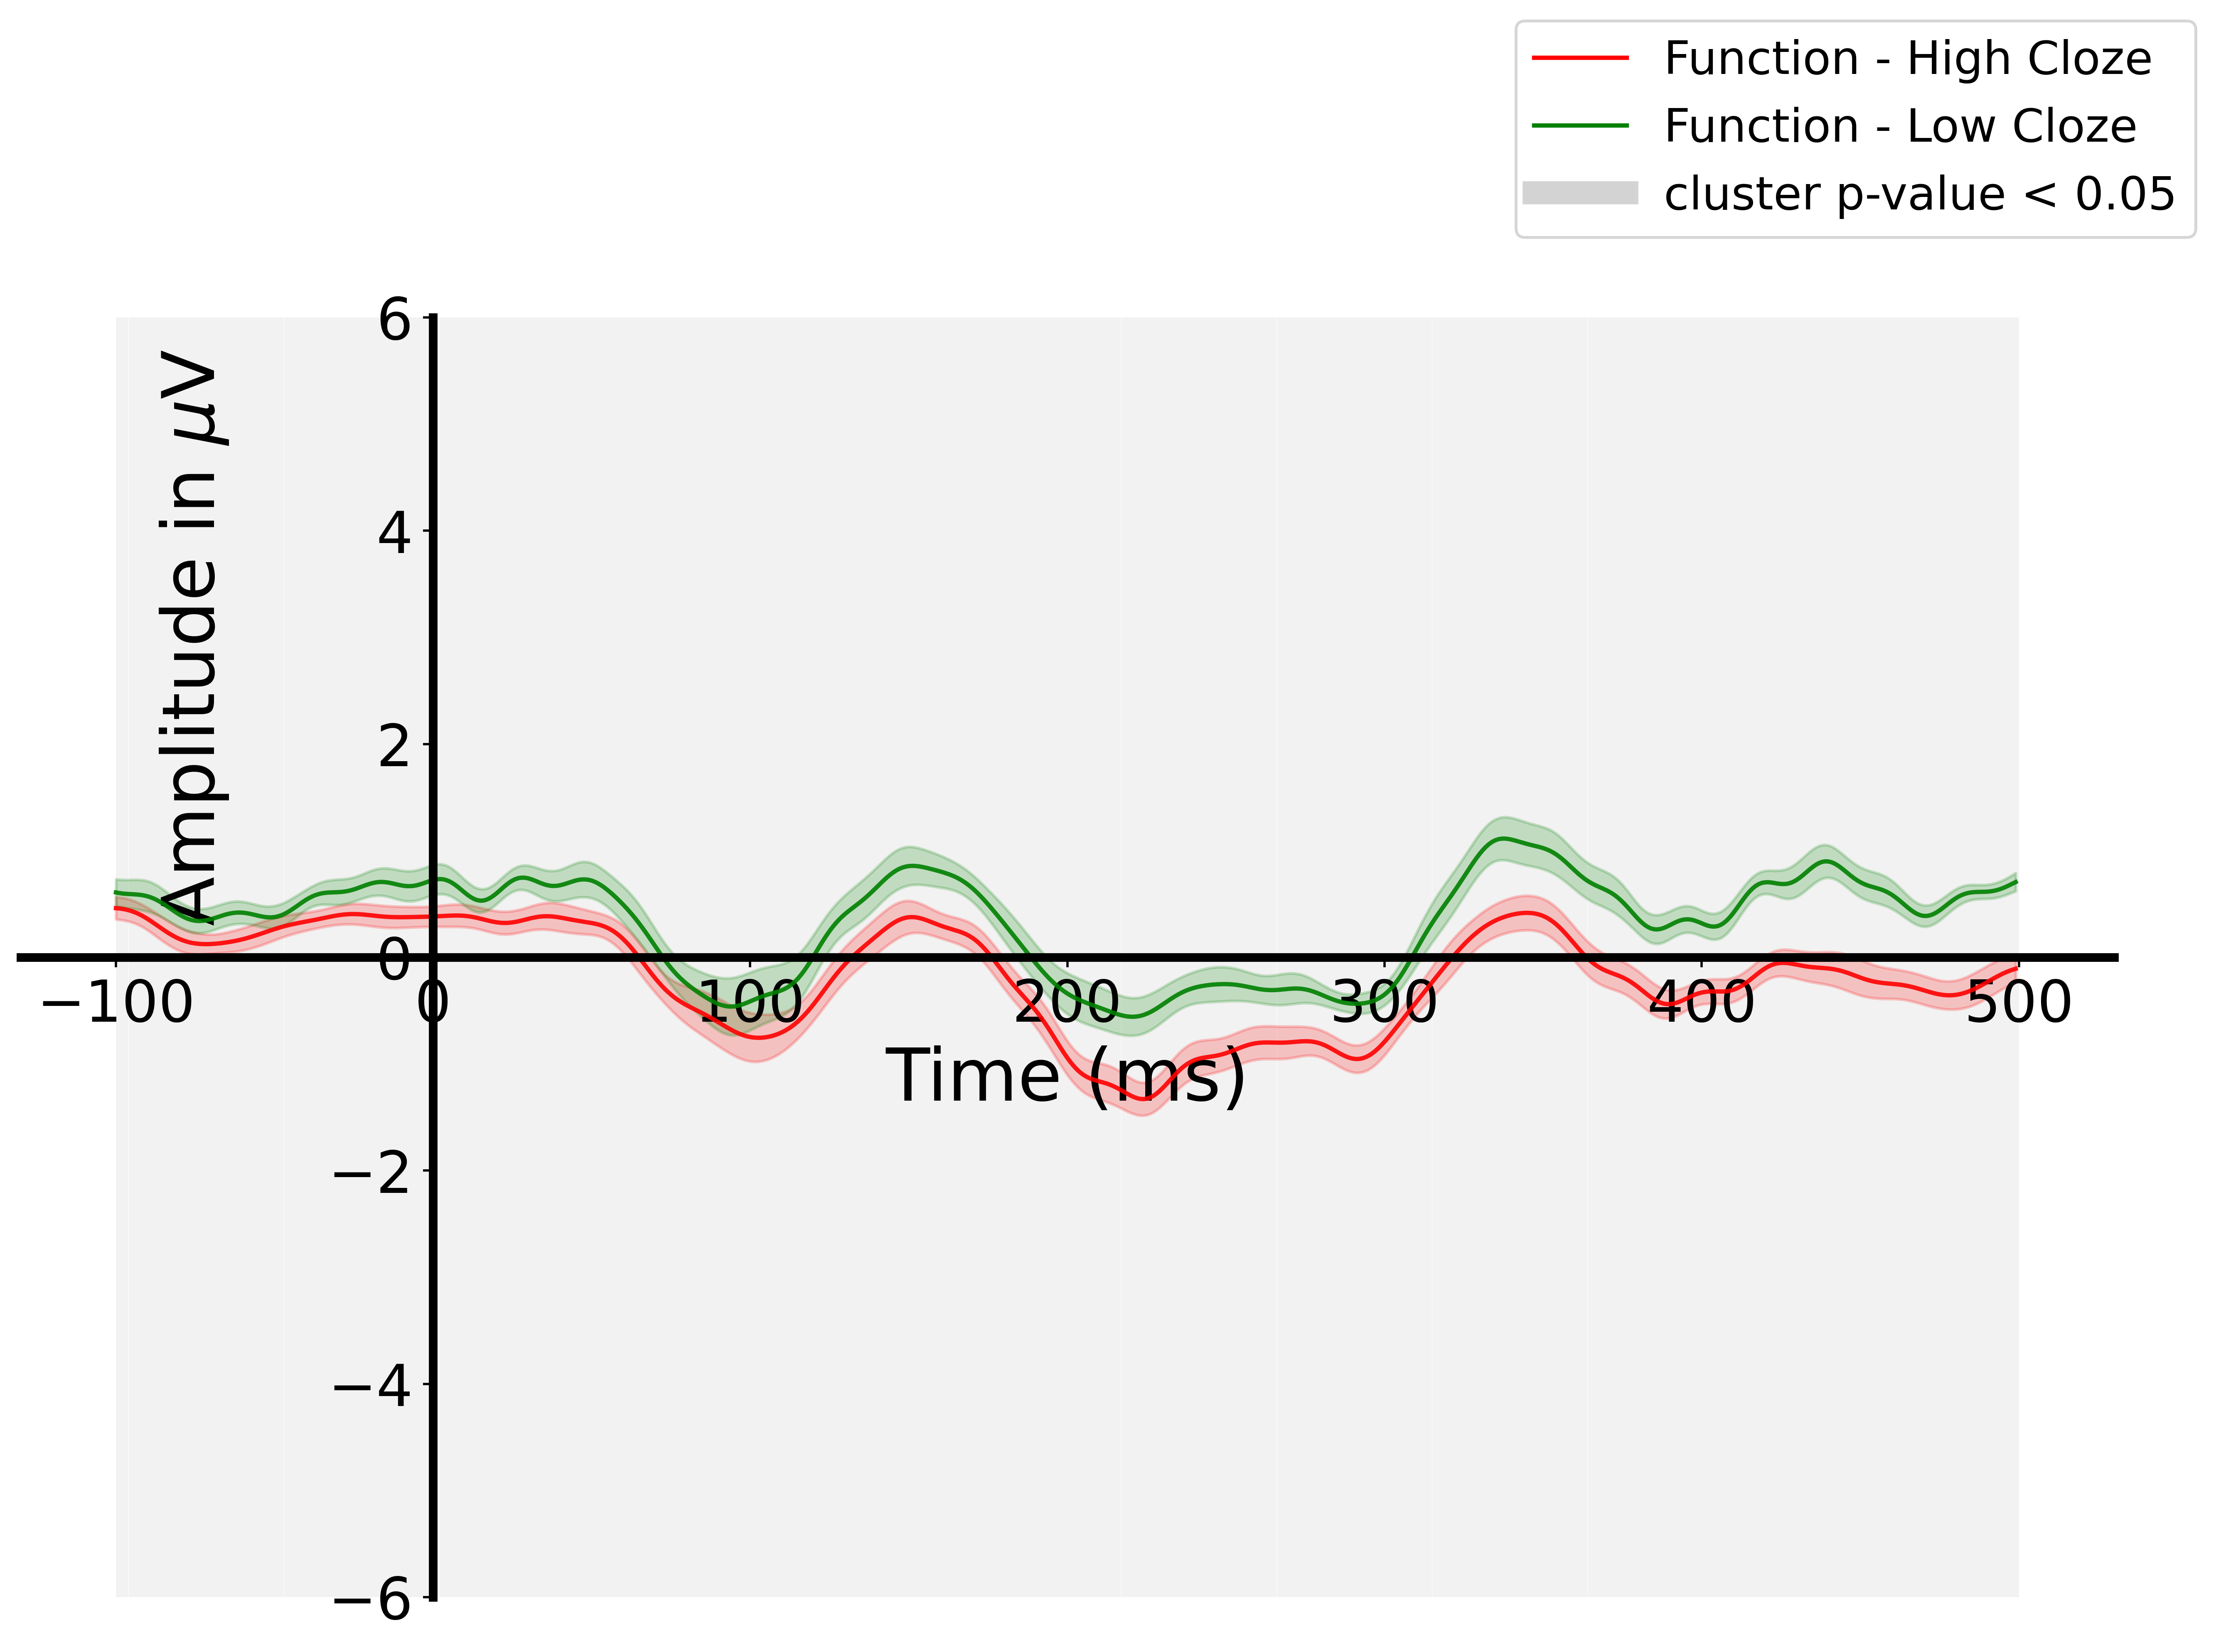 Function - High Cloze
Function - Low Cloze
cluster p-value < 0.05
Amplitude in μV
6
4
2
0
−2
−4
−6
−100 0 100 200 300 400 500
Time (ms)